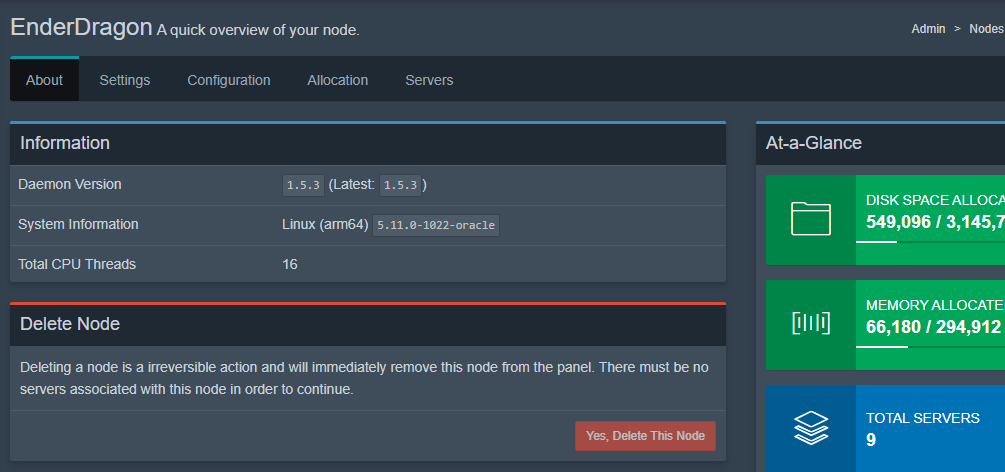 EnderDragon A quick overview of your node.
Admin > Nodes
About Settings Configuration Allocation Servers
Information
Daemon Version 1.5.3 (Latest: 1.5.3 )
System Information Linux (arm64) 5.11.0-1022-oracle
Total CPU Threads 16
Delete Node
Deleting a node is a irreversible action and will immediately remove this node from the panel. There must be no
servers associated with this node in order to continue.
Yes, Delete This Node
At-a-Glance
DISK SPACE ALLOCA
549,096 / 3,145,7
MEMORY ALLOCATE
66,180 / 294,912
TOTAL SERVERS
9